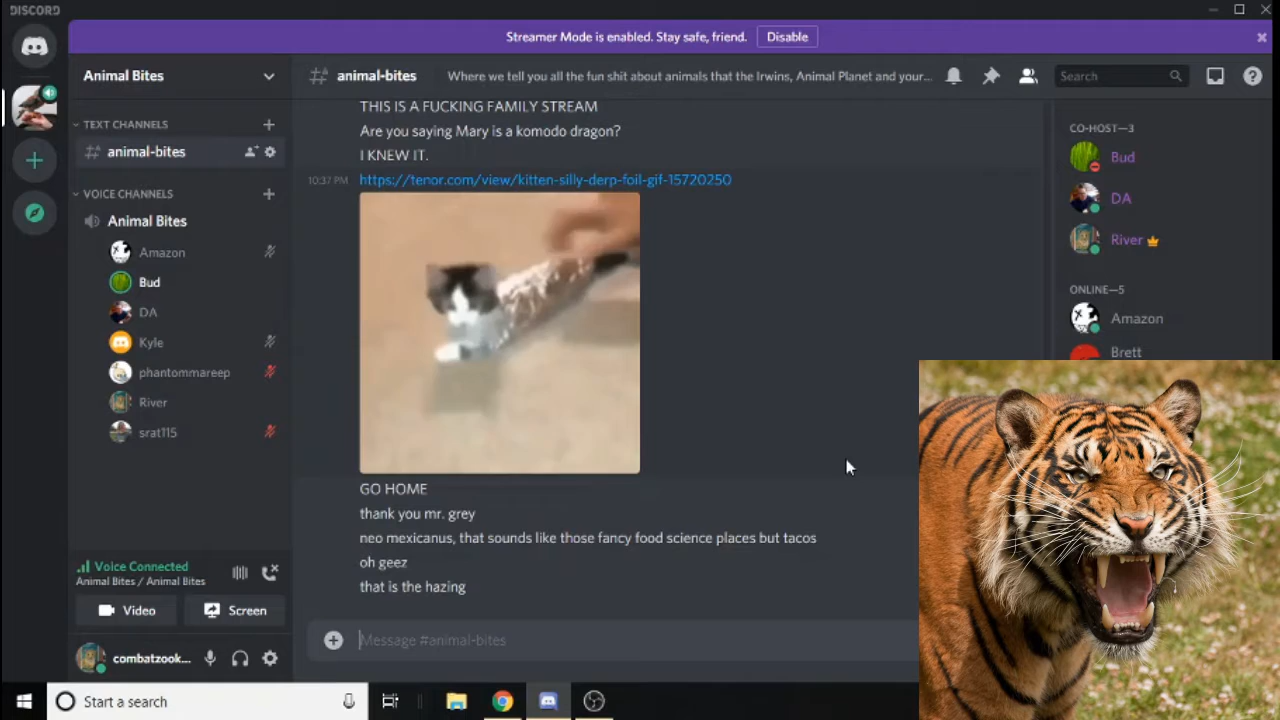 DISCORD
Streamer Mode is enabled. Stay safe, friend. Disable
Animal Bites
animal-bites
Where we tell you all the fun shit about animals that the Irwins, Animal Planet and your...
Search
TEXT CHANNELS
animal-bites
VOICE CHANNELS
Animal Bites
Amazon
Bud
DA
Kyle
phantommareep
River
srat115
Voice Connected
Animal Bites / Animal Bites
Video
Screen
combatzook...
THIS IS A FUCKING FAMILY STREAM
Are you saying Mary is a komodo dragon?
I KNEW IT.
10:37 PM https://tenor.com/view/kitten-silly-derp-foil-gif-15720250
GO HOME
thank you mr. grey
neo mexicanus, that sounds like those fancy food science places but tacos
oh geez
that is the hazing
Message #animal-bites
CO-HOST—3
Bud
DA
River
ONLINE—5
Amazon
Brett
Start a search